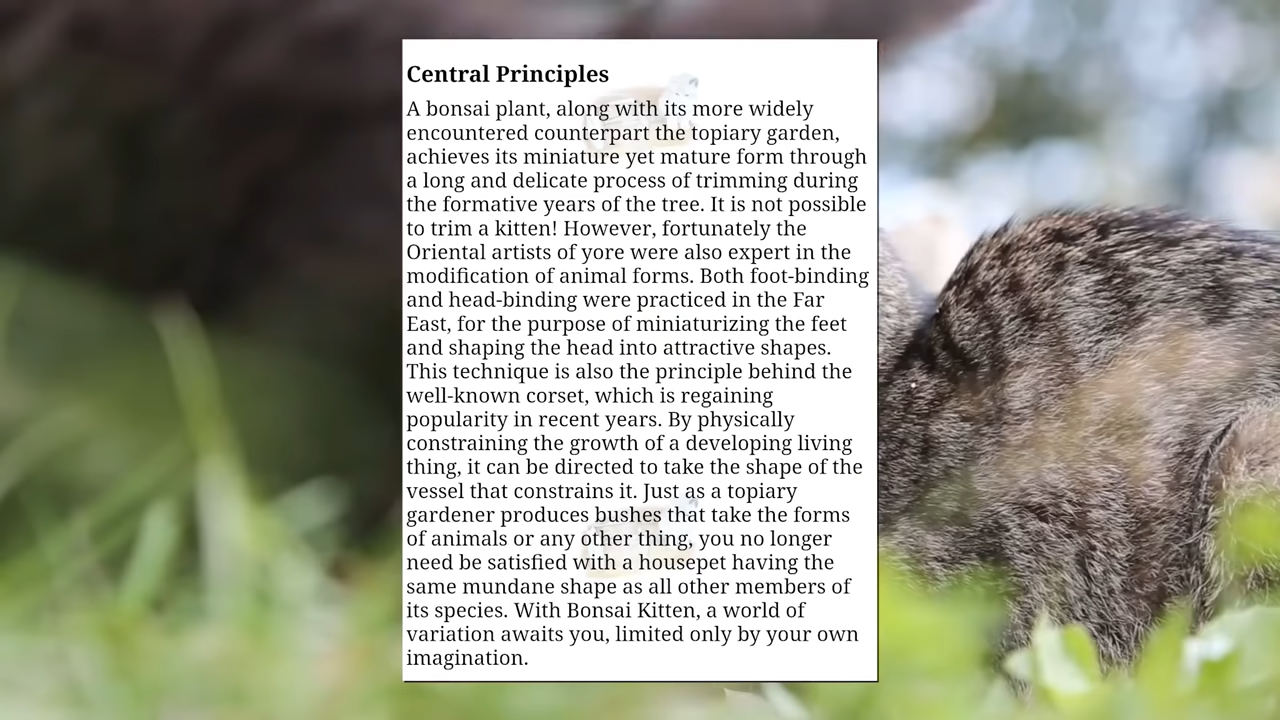 Central Principles
A bonsai plant, along with its more widely
encountered counterpart the topiary garden,
achieves its miniature yet mature form through
a long and delicate process of trimming during
the formative years of the tree. It is not possible
to trim a kitten! However, fortunately the
Oriental artists of yore were also expert in the
modification of animal forms. Both foot-binding
and head-binding were practiced in the Far
East, for the purpose of miniaturizing the feet
and shaping the head into attractive shapes.
This technique is also the principle behind the
well-known corset, which is regaining
popularity in recent years. By physically
constraining the growth of a developing living
thing, it can be directed to take the shape of the
vessel that constrains it. Just as a topiary
gardener produces bushes that take the forms
of animals or any other thing, you no longer
need be satisfied with a housepet having the
same mundane shape as all other members of
its species. With Bonsai Kitten, a world of
variation awaits you, limited only by your own
imagination.